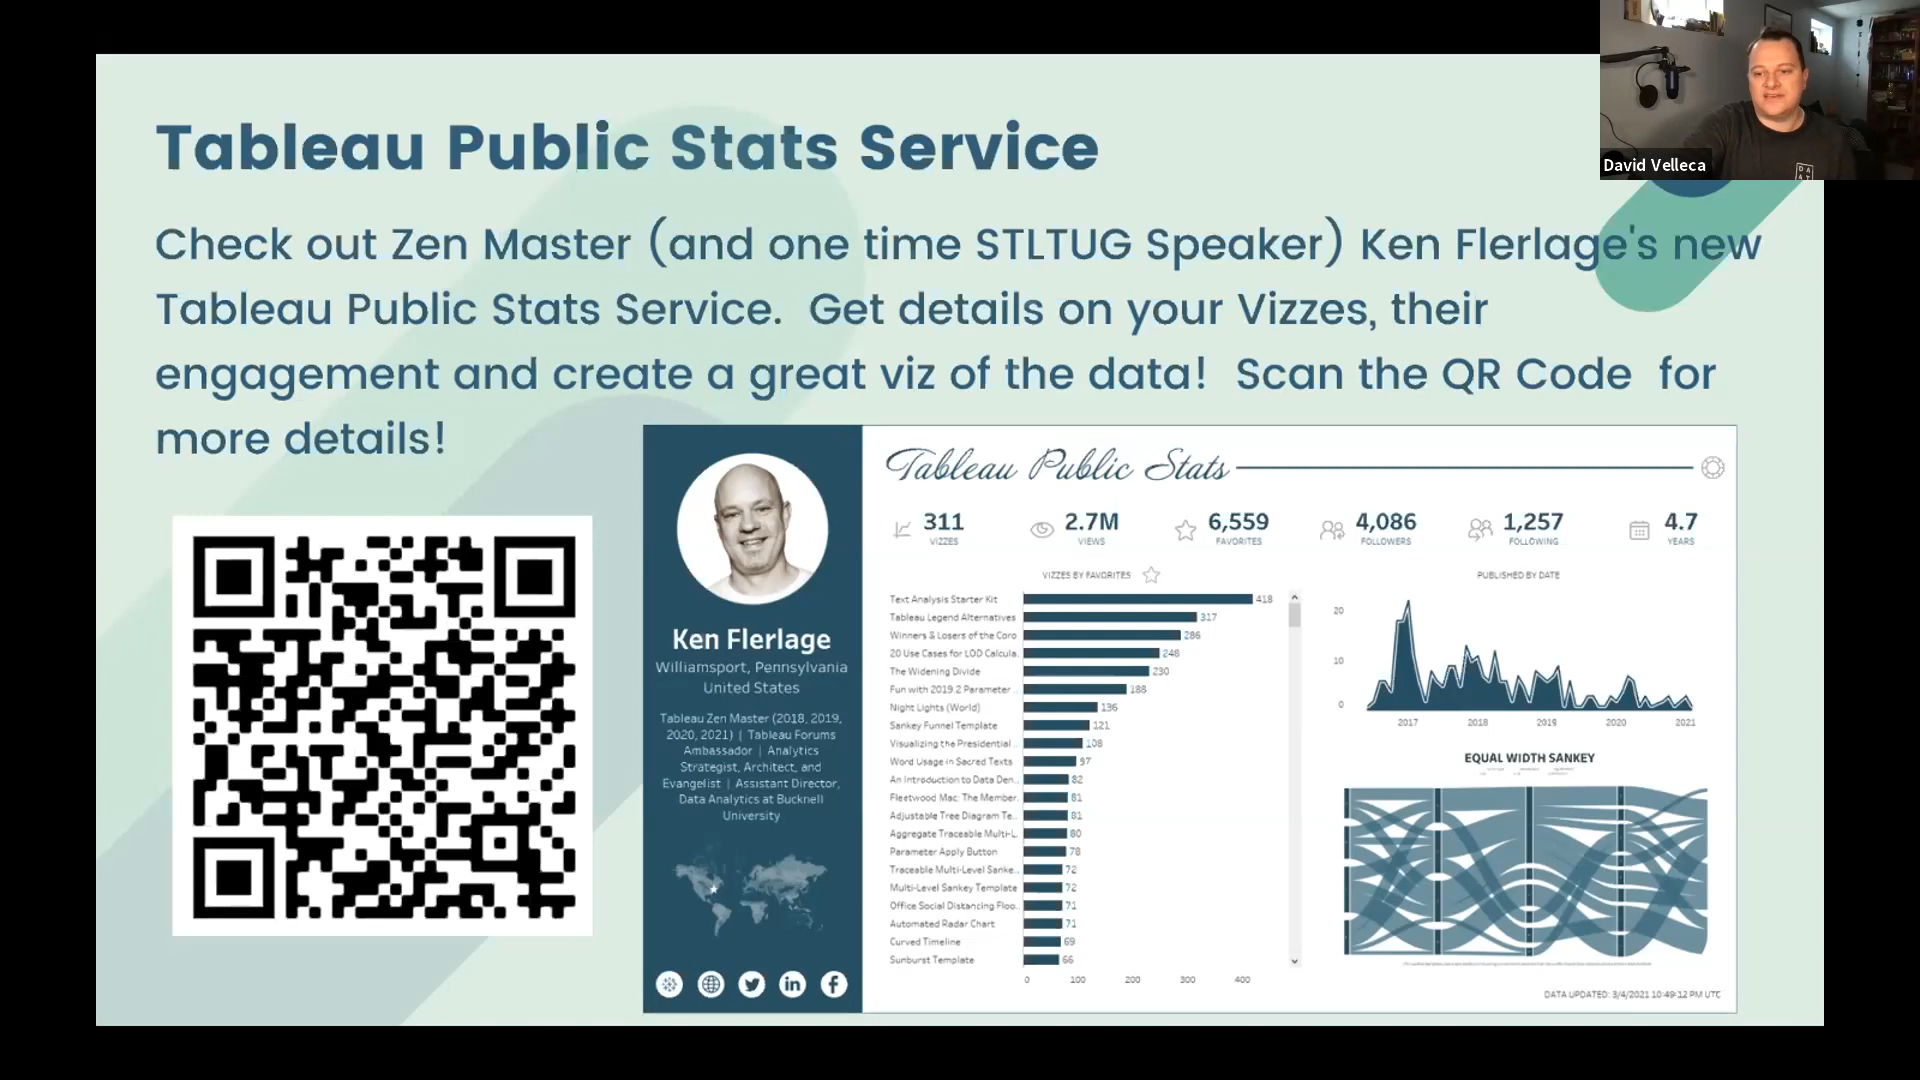 David Velleca
Tableau Public Stats Service
Check out Zen Master (and one time STLTUG Speaker) Ken Flerlage's new
Tableau Public Stats Service.  Get details on your Vizzes, their
engagement and create a great viz of the data!  Scan the QR Code  for
more details!
Ken Flerlage
Williamsport, Pennsylvania
United States
Tableau Zen Master (2018, 2019,
2020, 2021) | Tableau Forums
Ambassador | Analytics
Strategist, Architect, and
Evangelist | Assistant Director,
Data Analytics at Bucknell
University
Tableau Public Stats
311 2.7M 6,559 4,086 1,257 4.7
VIZZES VIEWS FAVORITES FOLLOWERS FOLLOWING YEARS
VIZZES BY FAVORITES
Text Analysis Starter Kit 418
Tableau Legend Alternatives 317
Winners & Losers of the Coro 286
20 Use Cases for LOD Calcula. 248
The Widening Divide 230
Fun with 2019.2 Parameter .. 188
Night Lights (World) 136
Sankey Funnel Template 121
Visualizing the Presidential .. 108
Word Usage in Sacred Texts 97
An Introduction to Data Den.. 82
Fleetwood Mac: The Member. 81
Adjustable Tree Diagram Te.. 81
Aggregate Traceable Multi-L. 80
Parameter Apply Button 78
Traceable Multi-Level Sanke.. 72
Multi-Level Sankey Template 72
Office Social Distancing Floo.. 71
Automated Radar Chart 71
Curved Timeline 69
Sunburst Template 66
0 100 200 300 400
PUBLISHED BY DATE
20
10
0
2017 2018 2019 2020 2021
EQUAL WIDTH SANKEY
DATA UPDATED: 3/4/2021 10:49:12 PM UTC